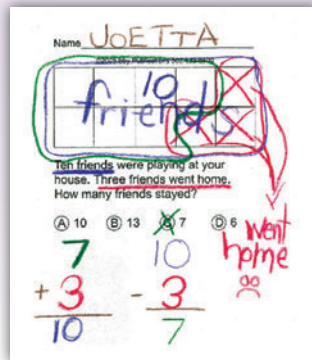 Name JOETTA
10
friends
Ten friends were playing at your
house. Three friends went home.
How many friends stayed?
A 10 B 13 C 7 D 6
went
home
7 10
+ 3 - 3
10 7